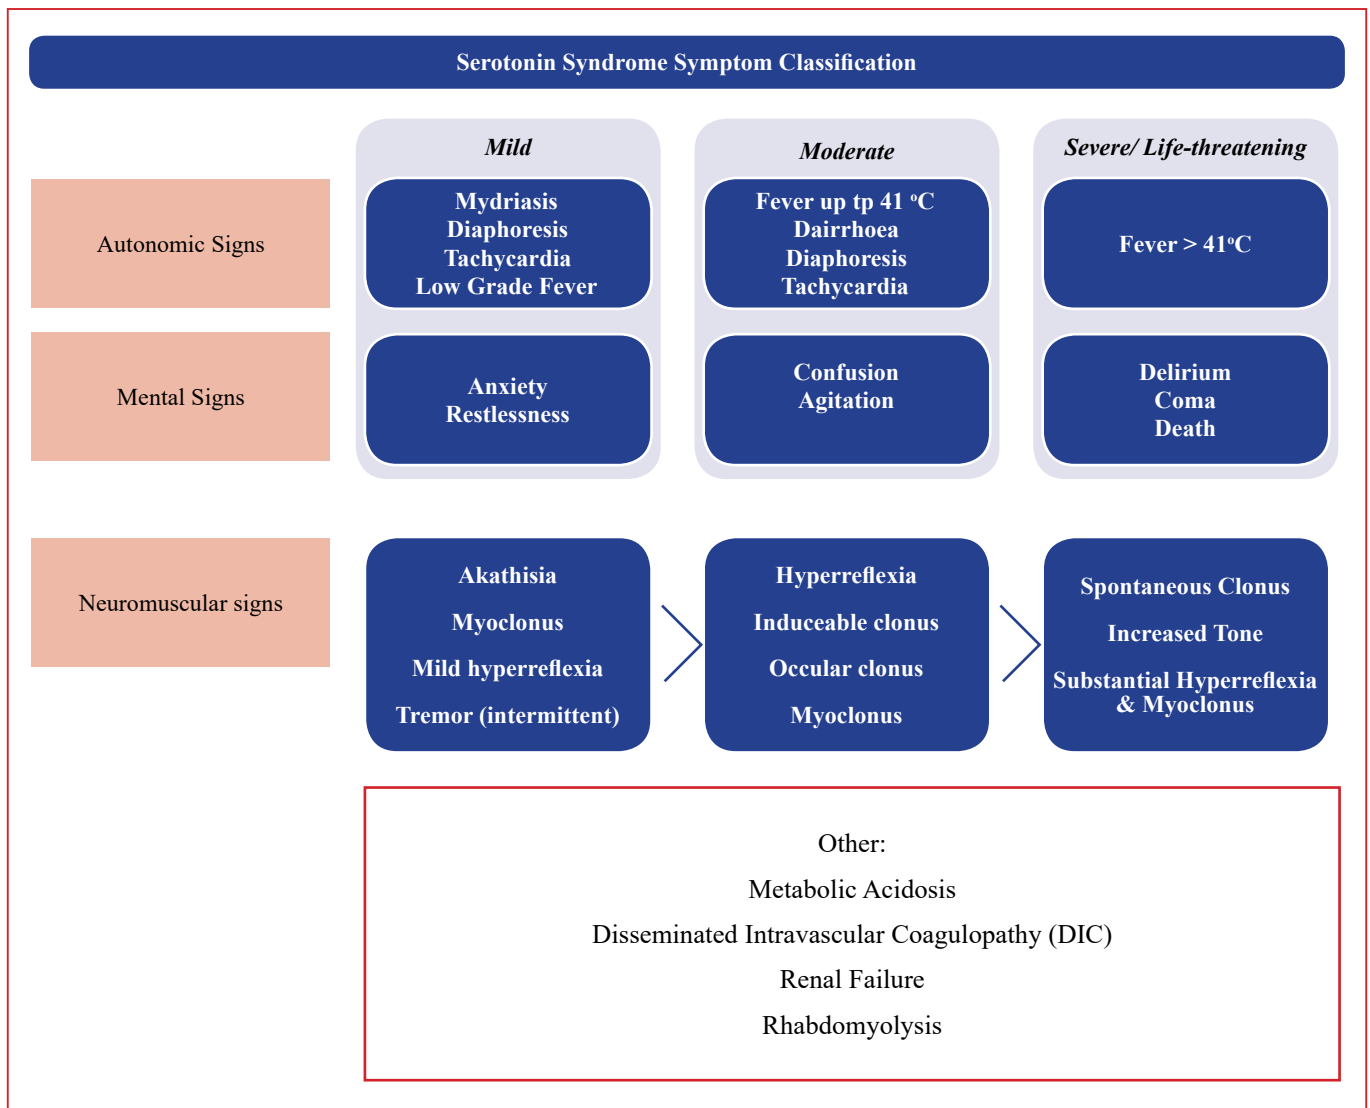 Serotonin Syndrome Symptom Classification
Mild
Moderate
Severe/ Life-threatening
Autonomic Signs
Mydriasis
Diaphoresis
Tachycardia
Low Grade Fever
Fever up tp 41 °C
Dairrhoea
Diaphoresis
Tachycardia
Fever > 41°C
Mental Signs
Anxiety
Restlessness
Confusion
Agitation
Delirium
Coma
Death
Neuromuscular signs
Akathisia
Myoclonus
Mild hyperreflexia
Tremor (intermittent)
Hyperreflexia
Induceable clonus
Occular clonus
Myoclonus
Spontaneous Clonus
Increased Tone
Substantial Hyperreflexia
& Myoclonus
Other:
Metabolic Acidosis
Disseminated Intravascular Coagulopathy (DIC)
Renal Failure
Rhabdomyolysis